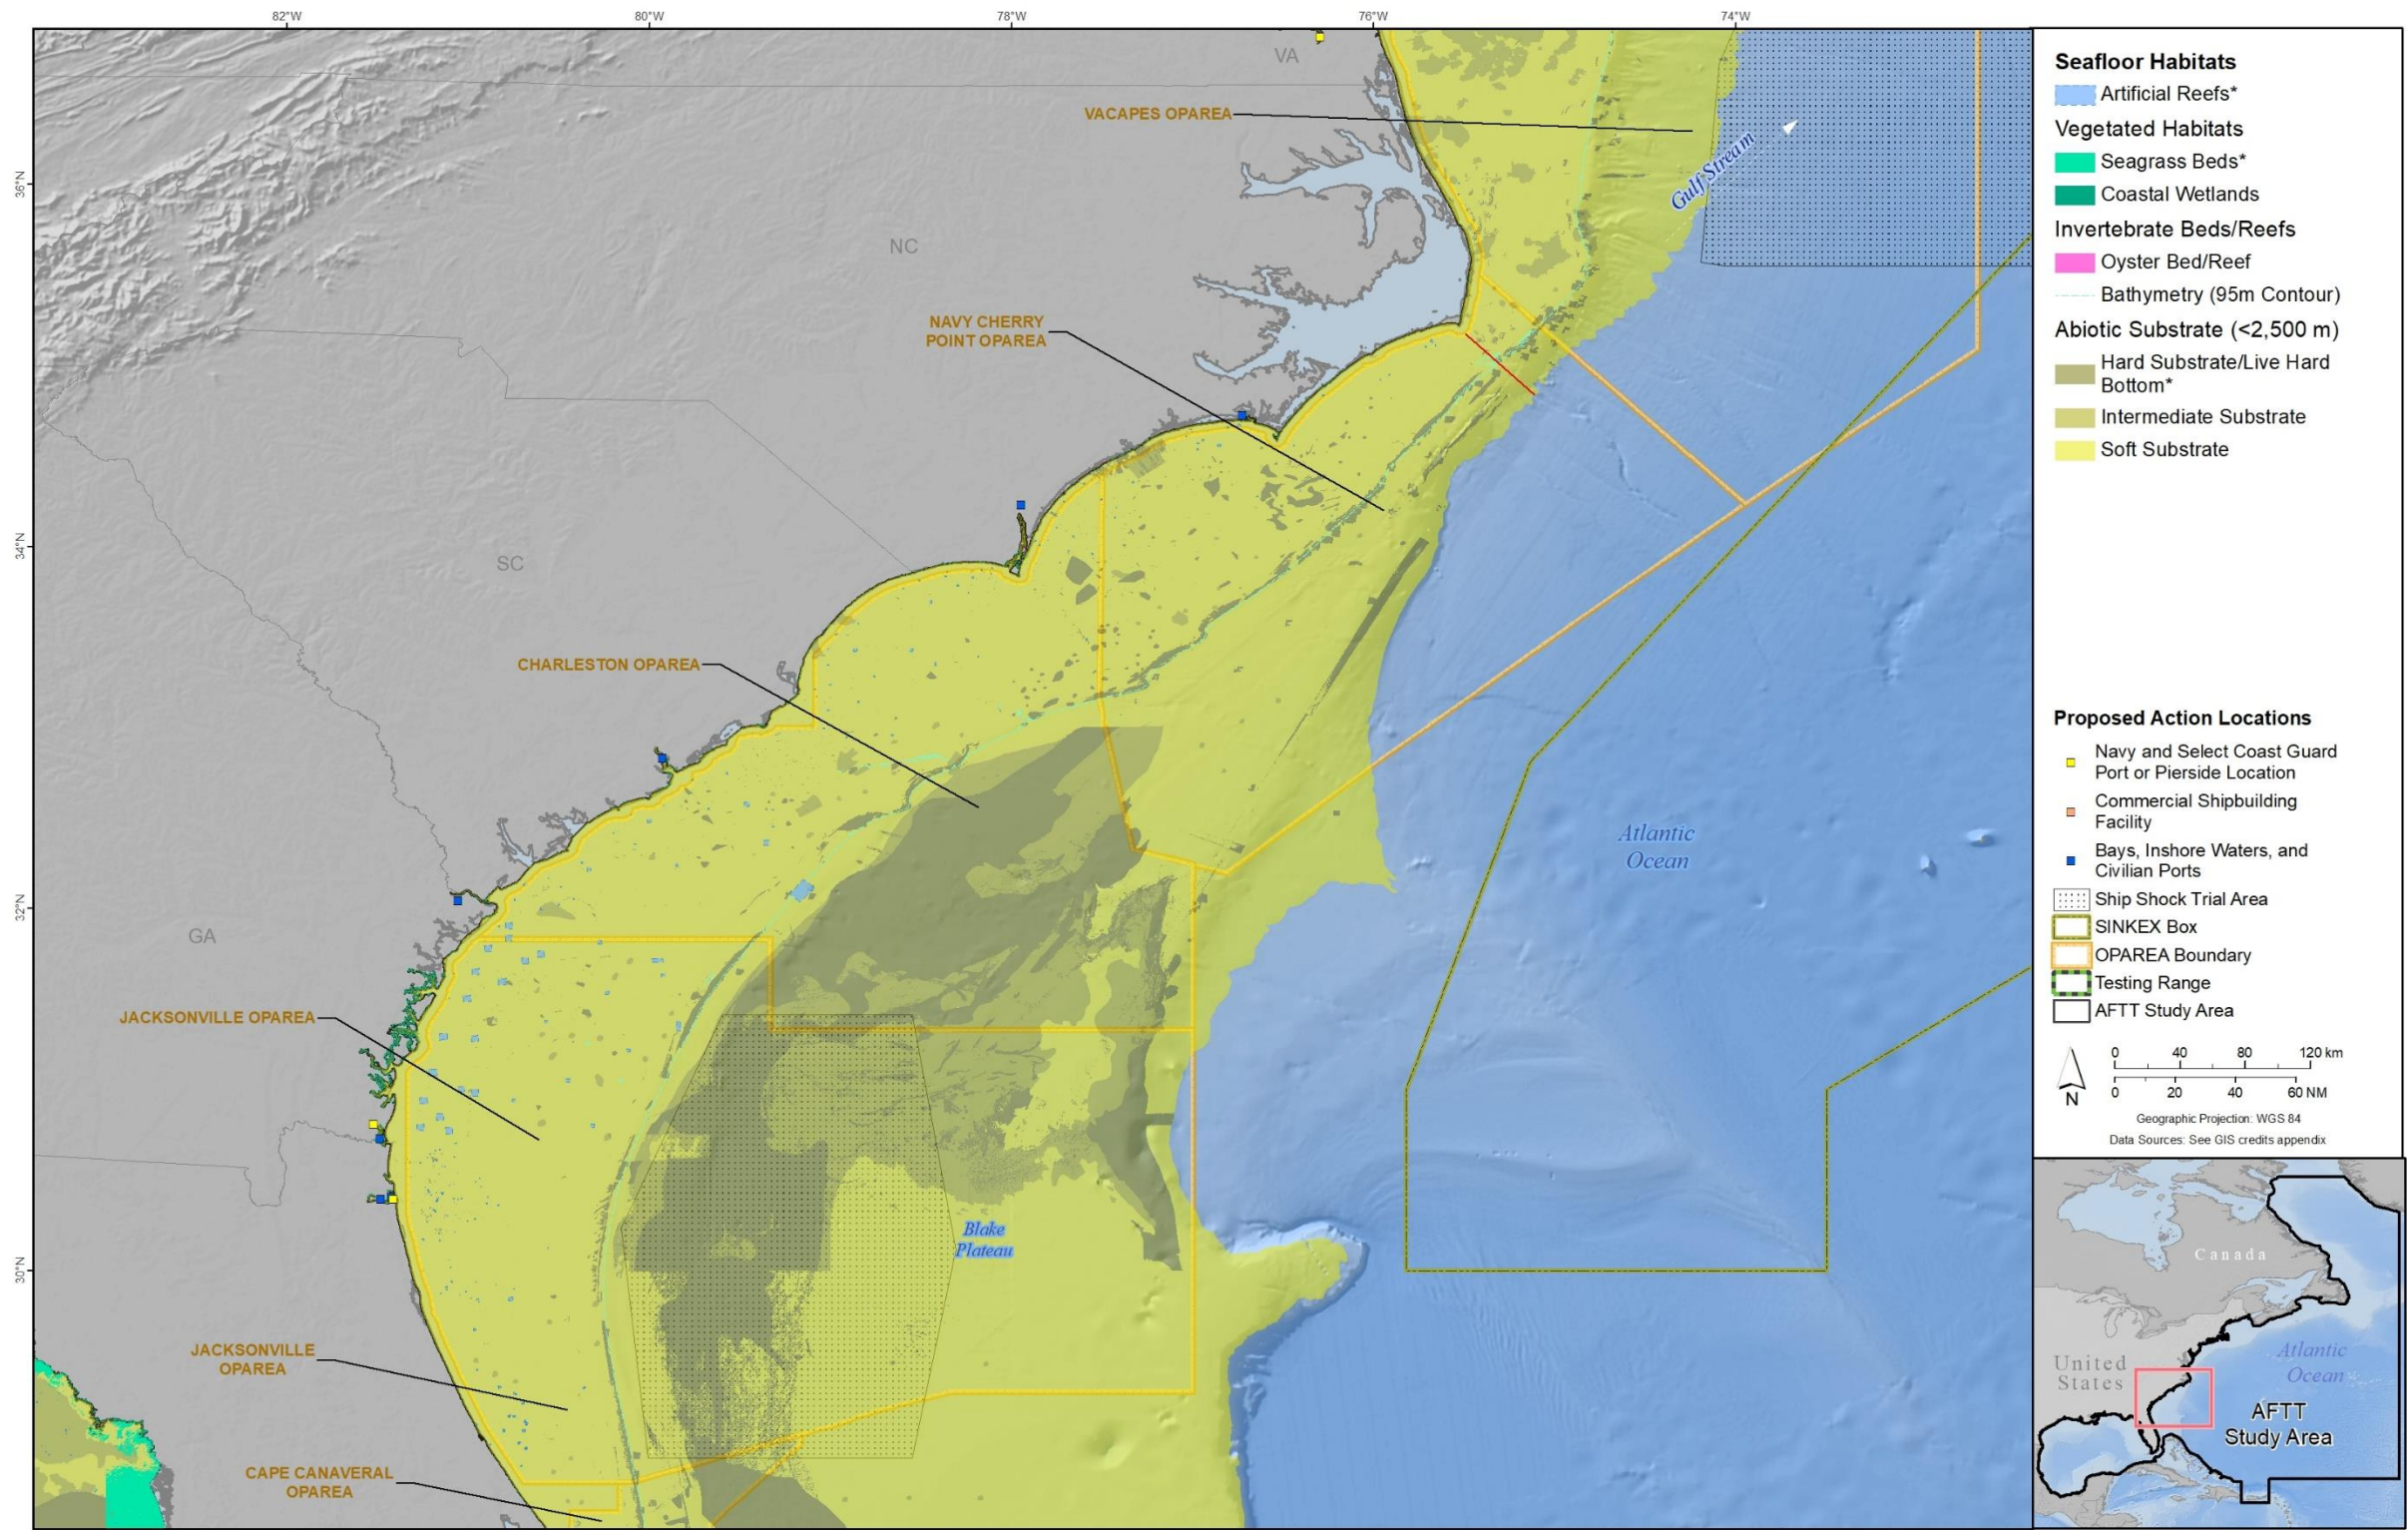 82°W
80°W
78°W
76°W
74°W
36°N
34°N
32°N
30°N
VA
VACAPES OPAREA
Gulf Stream
NC
NAVY CHERRY
POINT OPAREA
SC
CHARLESTON OPAREA
Atlantic
Ocean
GA
JACKSONVILLE OPAREA
Blake
Plateau
JACKSONVILLE
OPAREA
CAPE CANAVERAL
OPAREA
Seafloor Habitats
Artificial Reefs*
Vegetated Habitats
Seagrass Beds*
Coastal Wetlands
Invertebrate Beds/Reefs
Oyster Bed/Reef
Bathymetry (95m Contour)
Abiotic Substrate (<2,500 m)
Hard Substrate/Live Hard
Bottom*
Intermediate Substrate
Soft Substrate
Proposed Action Locations
Navy and Select Coast Guard
Port or Pierside Location
Commercial Shipbuilding
Facility
Bays, Inshore Waters, and
Civilian Ports
Ship Shock Trial Area
SINKEX Box
OPAREA Boundary
Testing Range
AFTT Study Area
0 40 80 120 km
0 20 40 60 NM
N
Geographic Projection: WGS 84
Data Sources: See GIS credits appendix
Canada
United
States
Atlantic
Ocean
AFTT
Study Area